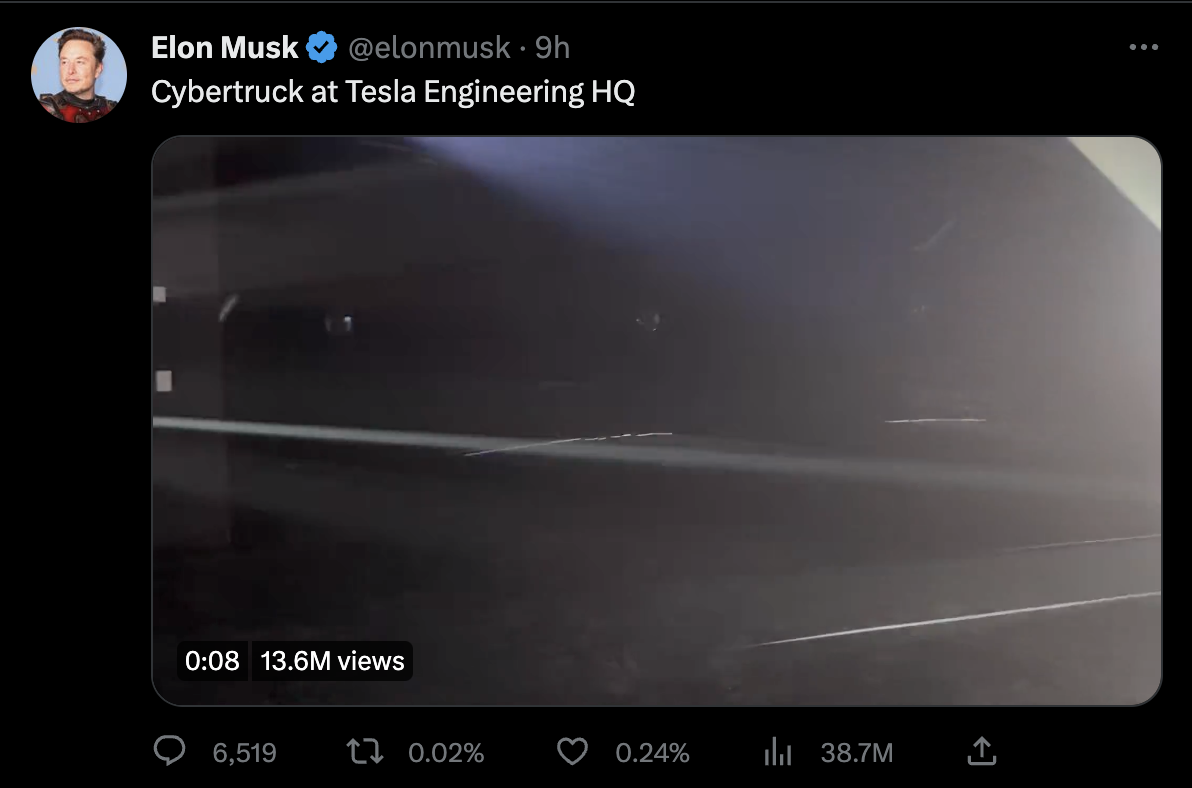 Elon Musk @elonmusk · 9h
Cybertruck at Tesla Engineering HQ
0:08 13.6M views
6,519 0.02% 0.24% 38.7M